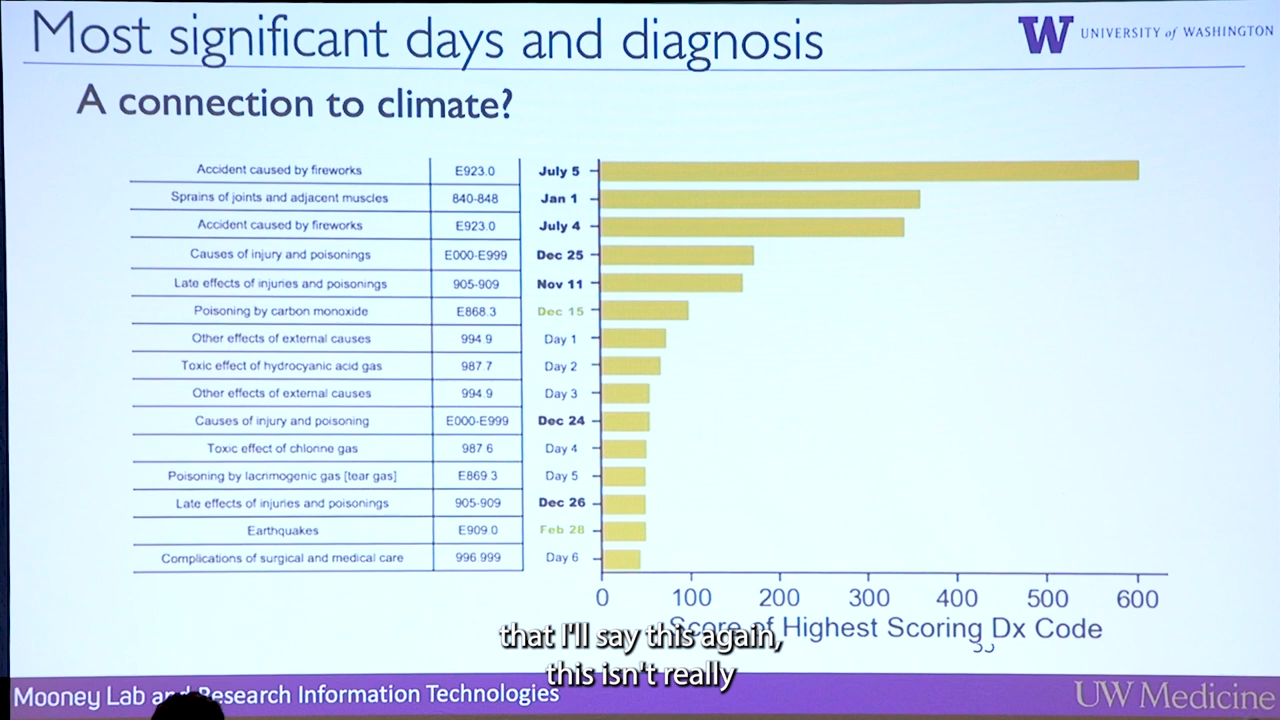 Most significant days and diagnosis
W UNIVERSITY of WASHINGTON
A connection to climate?
Accident caused by fireworks E923.0 July 5
Sprains of joints and adjacent muscles 840-848 Jan 1
Accident caused by fireworks E923.0 July 4
Causes of injury and poisonings E000-E999 Dec 25
Late effects of injuries and poisonings 905-909 Nov 11
Poisoning by carbon monoxide E868.3 Dec 15
Other effects of external causes 994.9 Day 1
Toxic effect of hydrocyanic acid gas 987.7 Day 2
Other effects of external causes 994.9 Day 3
Causes of injury and poisoning E000-E999 Dec 24
Toxic effect of chlorine gas 987 6 Day 4
Poisoning by lacrimogenic gas [tear gas] E869 3 Day 5
Late effects of injuries and poisonings 905-909 Dec 26
Earthquakes E909.0 Feb 28
Complications of surgical and medical care 996 999 Day 6
0 100 200 300 400 500 600
Score of Highest Scoring Dx Code
that I'll say this again,
this isn't really
Mooney Lab and Research Information Technologies
UW Medicine